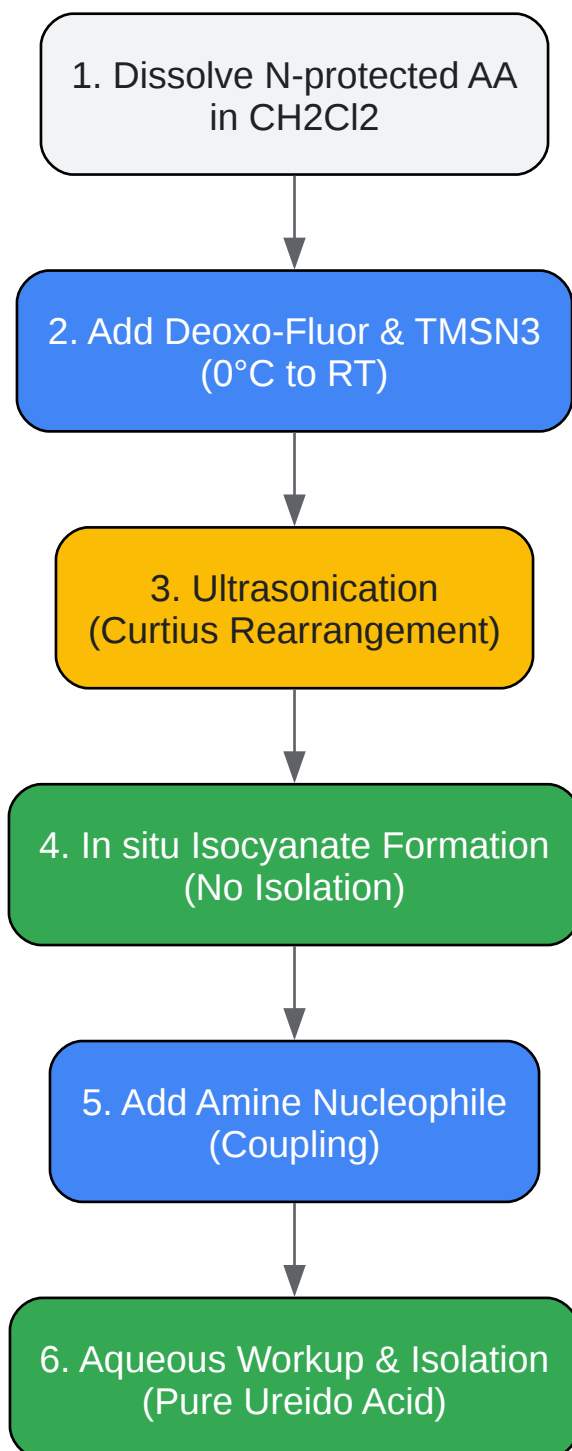 1. Dissolve N-protected AA
in CH2Cl2
2. Add Deoxo-Fluor & TMSN3
(0°C to RT)
3. Ultrasonication
(Curtius Rearrangement)
4. In situ Isocyanate Formation
(No Isolation)
5. Add Amine Nucleophile
(Coupling)
6. Aqueous Workup & Isolation
(Pure Ureido Acid)